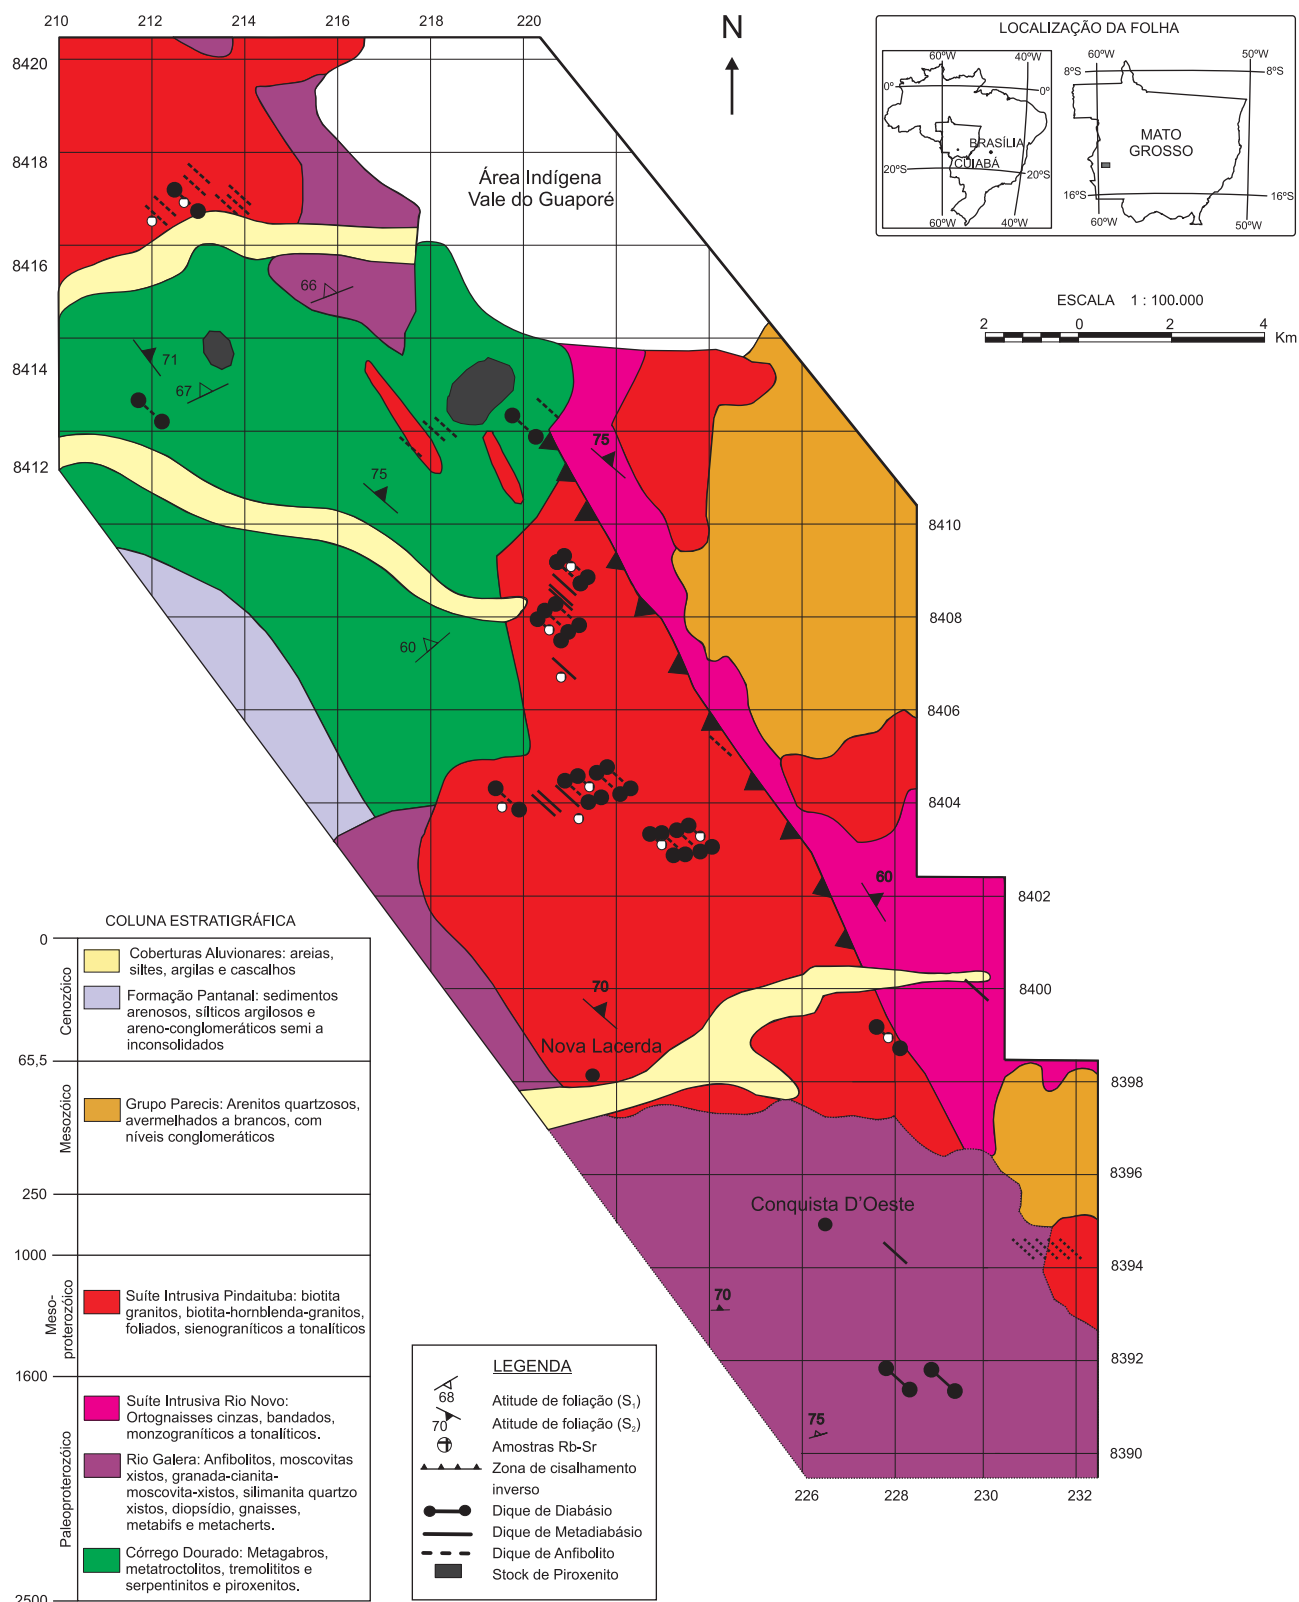 210 212 214 216 218 220
N
LOCALIZAÇÃO DA FOLHA
60ºW 40ºW
0º 0º
BRASÍLIA
CUIABÁ
20ºS 20ºS
60ºW 40ºW
60ºW 50ºW
8ºS 8ºS
MATO
GROSSO
16ºS 16ºS
60ºW 50ºW
ESCALA 1 : 100.000
2 0 2 4 Km
8420
8418
8416
8414
8412
Área Indígena
Vale do Guaporé
66
71
67
75
75
60
60
70
Nova Lacerda
Conquista D'Oeste
70
75
8410
8408
8406
8404
8402
8400
8398
8396
8394
8392
8390
226 228 230 232
COLUNA ESTRATIGRÁFICA
0
65,5
250
1000
1600
2500
Cenozóico
Mesozóico
Meso-
proterozóico
Paleoproterozóico
Coberturas Aluvionares: areias,
siltes, argilas e cascalhos
Formação Pantanal: sedimentos
arenosos, sílticos argilosos e
areno-conglomeráticos semi a
inconsolidados
Grupo Parecis: Arenitos quartzosos,
avermelhados a brancos, com
níveis conglomeráticos
Suíte Intrusiva Pindaituba: biotita
granitos, biotita-hornblenda-granitos,
foliados, sienograníticos a tonalíticos
Suíte Intrusiva Rio Novo:
Ortognaisses cinzas, bandados,
monzograníticos a tonalíticos.
Rio Galera: Anfibolitos, moscovitas
xistos, granada-cianita-
moscovita-xistos, silimanita quartzo
xistos, diopsídio, gnaisses,
metabifs e metacherts.
Córrego Dourado: Metagabros,
metatroctolitos, tremolititos e
serpentinitos e piroxenitos.
LEGENDA
68 Atitude de foliação (S₁)
70 Atitude de foliação (S₂)
Amostras Rb-Sr
Zona de cisalhamento
inverso
Dique de Diabásio
Dique de Metadiabásio
Dique de Anfibolito
Stock de Piroxenito